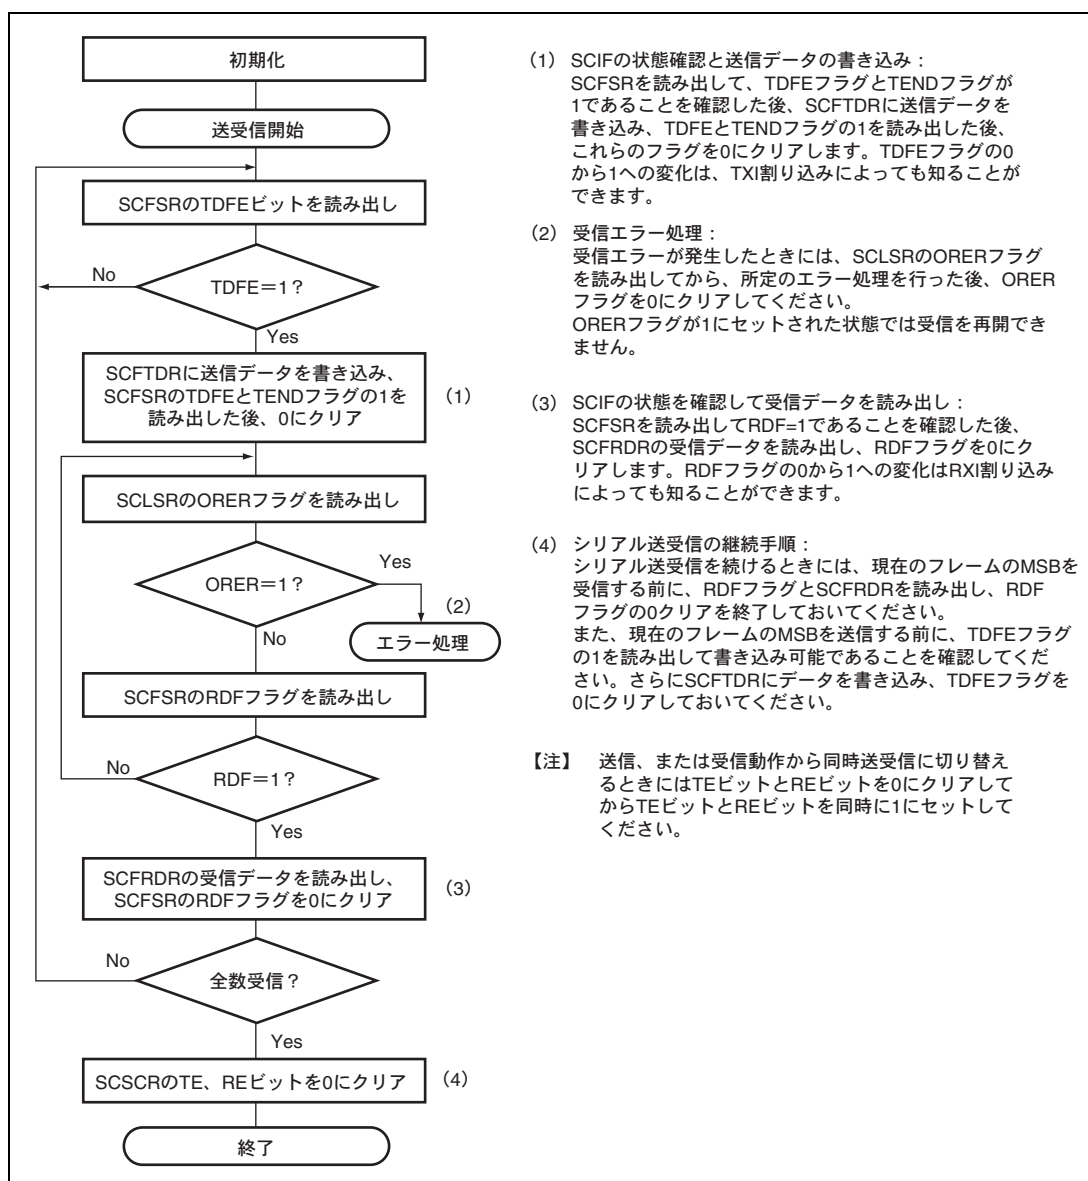 初期化
送受信開始
SCFSRのTDFEビットを読み出し
No
TDFE＝1？
Yes
SCFTDRに送信データを書き込み、
SCFSRのTDFEとTENDフラグの1を
読み出した後、0にクリア
(1)
SCLSRのORERフラグを読み出し
ORER＝1？
Yes
(2)
エラー処理
No
SCFSRのRDFフラグを読み出し
No
RDF＝1？
Yes
SCFRDRの受信データを読み出し、
SCFSRのRDFフラグを0にクリア
(3)
No
全数受信？
Yes
SCSCRのTE、REビットを0にクリア
(4)
終了
(1) SCIFの状態確認と送信データの書き込み：
SCFSRを読み出して、TDFEフラグとTENDフラグが
1であることを確認した後、SCFTDRに送信データを
書き込み、TDFEとTENDフラグの1を読み出した後、
これらのフラグを0にクリアします。TDFEフラグの0
から1への変化は、TXI割り込みによっても知ることが
できます。
(2) 受信エラー処理：
受信エラーが発生したときには、SCLSRのORERフラグ
を読み出してから、所定のエラー処理を行った後、ORER
フラグを0にクリアしてください。
ORERフラグが1にセットされた状態では受信を再開でき
ません。
(3) SCIFの状態を確認して受信データを読み出し：
SCFSRを読み出してRDF=1であることを確認した後、
SCFRDRの受信データを読み出し、RDFフラグを0にク
リアします。RDFフラグの0から1への変化はRXI割り込み
によっても知ることができます。
(4) シリアル送受信の継続手順：
シリアル送受信を続けるときには、現在のフレームのMSBを
受信する前に、RDFフラグとSCFRDRを読み出し、RDF
フラグの0クリアを終了しておいてください。
また、現在のフレームのMSBを送信する前に、TDFEフラグ
の1を読み出して書き込み可能であることを確認してくだ
さい。さらにSCFTDRにデータを書き込み、TDFEフラグを
0にクリアしておいてください。
【注】 送信、または受信動作から同時送受信に切り替え
るときにはTEビットとREビットを0にクリアして
からTEビットとREビットを同時に1にセットして
ください。